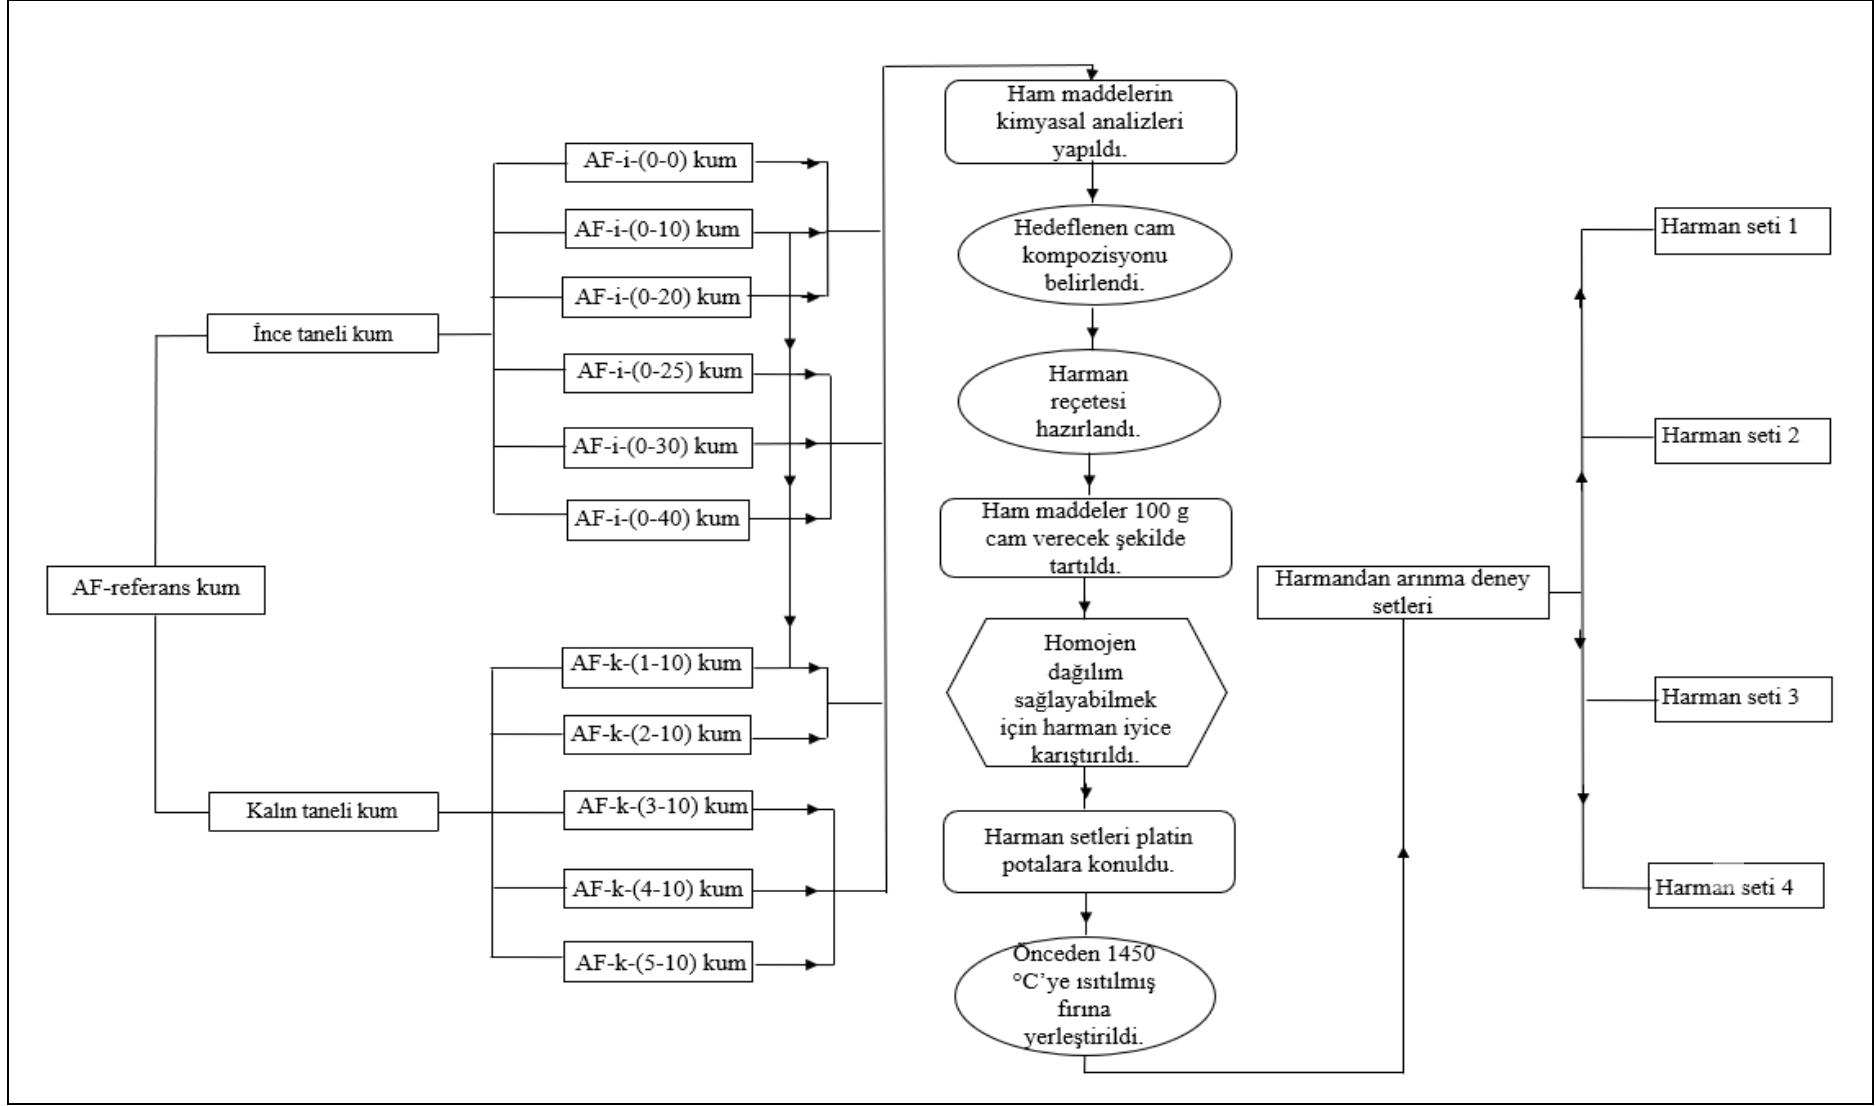 AF-referans kum
İnce taneli kum
Kalın taneli kum
AF-i-(0-0) kum
AF-i-(0-10) kum
AF-i-(0-20) kum
AF-i-(0-25) kum
AF-i-(0-30) kum
AF-i-(0-40) kum
AF-k-(1-10) kum
AF-k-(2-10) kum
AF-k-(3-10) kum
AF-k-(4-10) kum
AF-k-(5-10) kum
Ham maddelerin
kimyasal analizleri
yapıldı.
Hedeflenen cam
kompozisyonu
belirlendi.
Harman
reçetesi
hazırlandı.
Ham maddeler 100 g
cam verecek şekilde
tartıldı.
Homojen
dağılım
sağlayabilmek
için harman iyice
karıştırıldı.
Harman setleri platin
potalara konuldu.
Önceden 1450
°C’ye ısıtılmış
fırına
yerleştirildi.
Harmandan arınma deney
setleri
Harman seti 1
Harman seti 2
Harman seti 3
Harman seti 4